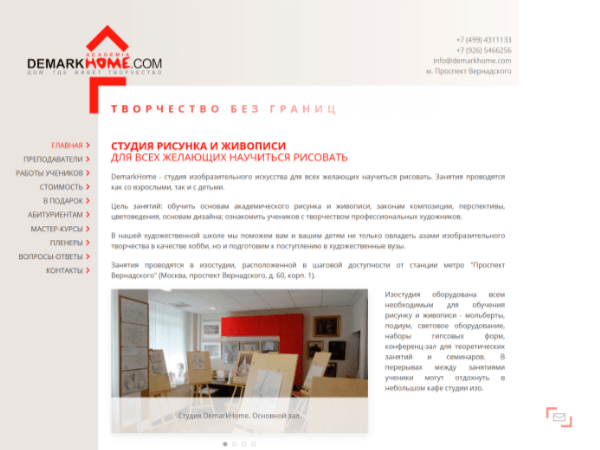 ACADEMIA
DEMARKHOME.COM
ДОМ, ГДЕ ЖИВЕТ ТВОРЧЕСТВО
+7 (499) 4311133
+7 (926) 5466256
info@demarkhome.com
м. Проспект Вернадского
ТВОРЧЕСТВО БЕЗ ГРАНИЦ
ГЛАВНАЯ
ПРЕПОДАВАТЕЛИ
РАБОТЫ УЧЕНИКОВ
СТОИМОСТЬ
В ПОДАРОК
АБИТУРИЕНТАМ
МАСТЕР-КУРСЫ
ПЛЕНЕРЫ
ВОПРОСЫ-ОТВЕТЫ
КОНТАКТЫ
СТУДИЯ РИСУНКА И ЖИВОПИСИ
ДЛЯ ВСЕХ ЖЕЛАЮЩИХ НАУЧИТЬСЯ РИСОВАТЬ
DemarkHome - студия изобразительного искусства для всех желающих научиться рисовать. Занятия проводятся
как со взрослыми, так и с детьми.
Цель занятий: обучить основам академического рисунка и живописи, законам композиции, перспективы,
цветоведения, основам дизайна; ознакомить учеников с творчеством профессиональных художников.
В нашей художественной школе мы поможем вам и вашим детям не только овладеть азами изобразительного
творчества в качестве хобби, но и подготовим к поступлению в художественные вузы.
Занятия проводятся в изостудии, расположенной в шаговой доступности от станции метро "Проспект
Вернадского" (Москва, проспект Вернадского, д. 60, корп. 1).
Изостудия оборудована всем
необходимым для обучения
рисунку и живописи - мольберты,
подиум, световое оборудование,
наборы гипсовых форм,
конференц-зал для теоретических
занятий и семинаров. В
перерывах между занятиями
ученики могут отдохнуть в
небольшом кафе студии изо.
Студия DemarkHome. Основной зал.